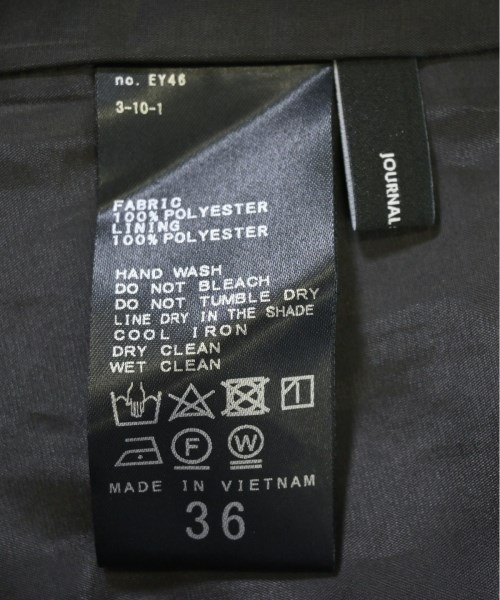 no. EY46
3-10-1
JOURNAL
FABRIC
100% POLYESTER
LINING
100% POLYESTER
HAND WASH
DO NOT BLEACH
DO NOT TUMBLE DRY
LINE DRY IN THE SHADE
COOL IRON
DRY CLEAN
WET CLEAN
F W
MADE IN VIETNAM
36